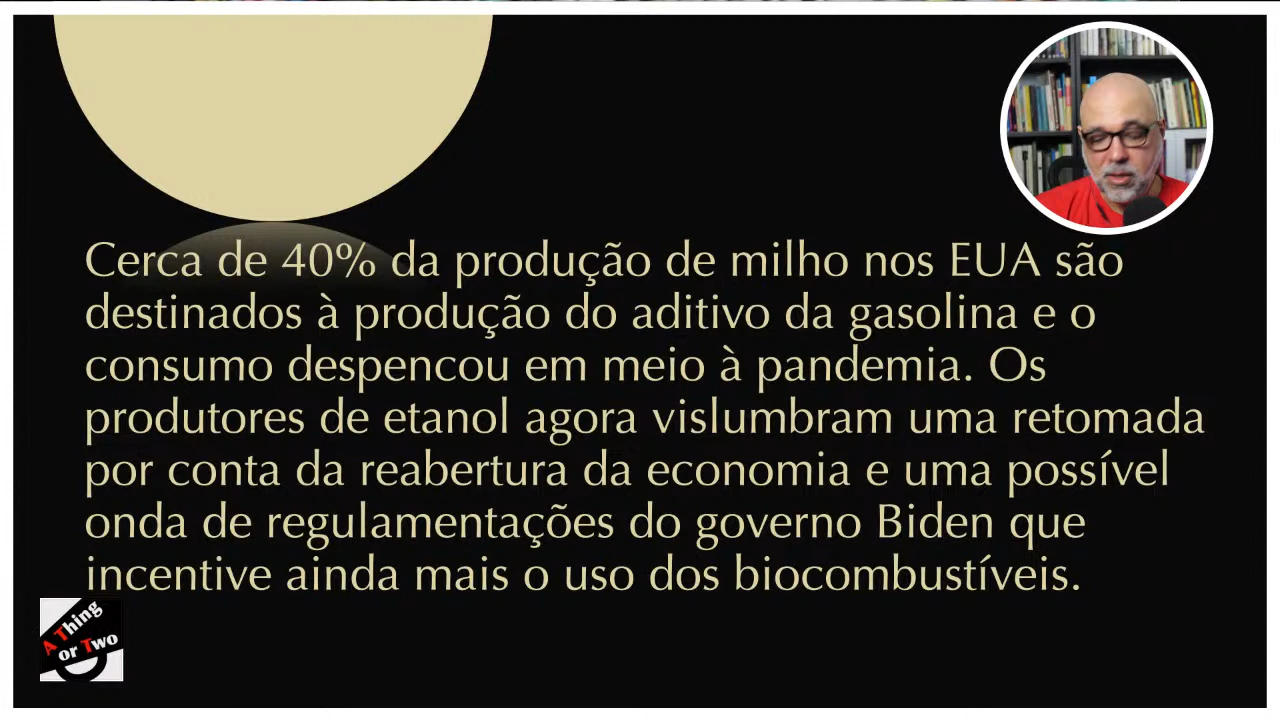 Cerca de 40% da produção de milho nos EUA são
destinados à produção do aditivo da gasolina e o
consumo despencou em meio à pandemia. Os
produtores de etanol agora vislumbram uma retomada
por conta da reabertura da economia e uma possível
onda de regulamentações do governo Biden que
incentive ainda mais o uso dos biocombustíveis.
A Thing
or Two